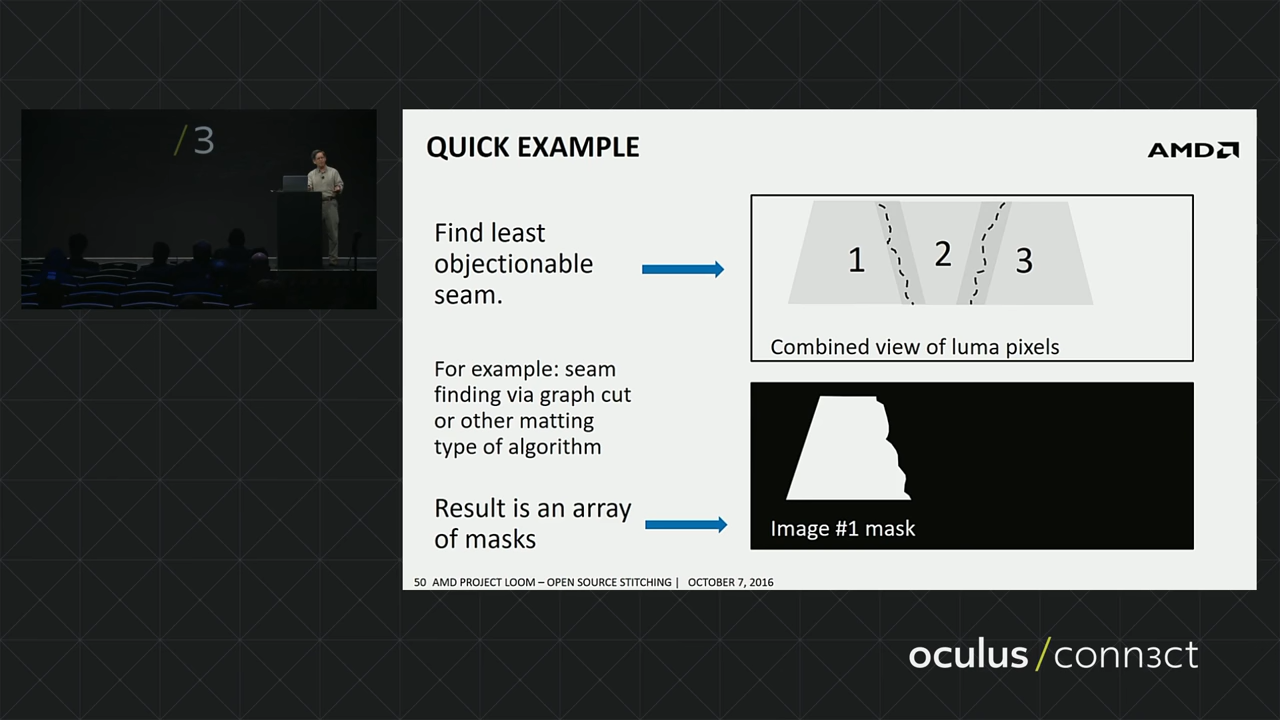 /3
QUICK EXAMPLE
AMD
Find least
objectionable
seam.
1
2
3
Combined view of luma pixels
For example: seam
finding via graph cut
or other matting
type of algorithm
Result is an array
of masks
Image #1 mask
50 AMD PROJECT LOOM – OPEN SOURCE STITCHING | OCTOBER 7, 2016
oculus/conn3ct